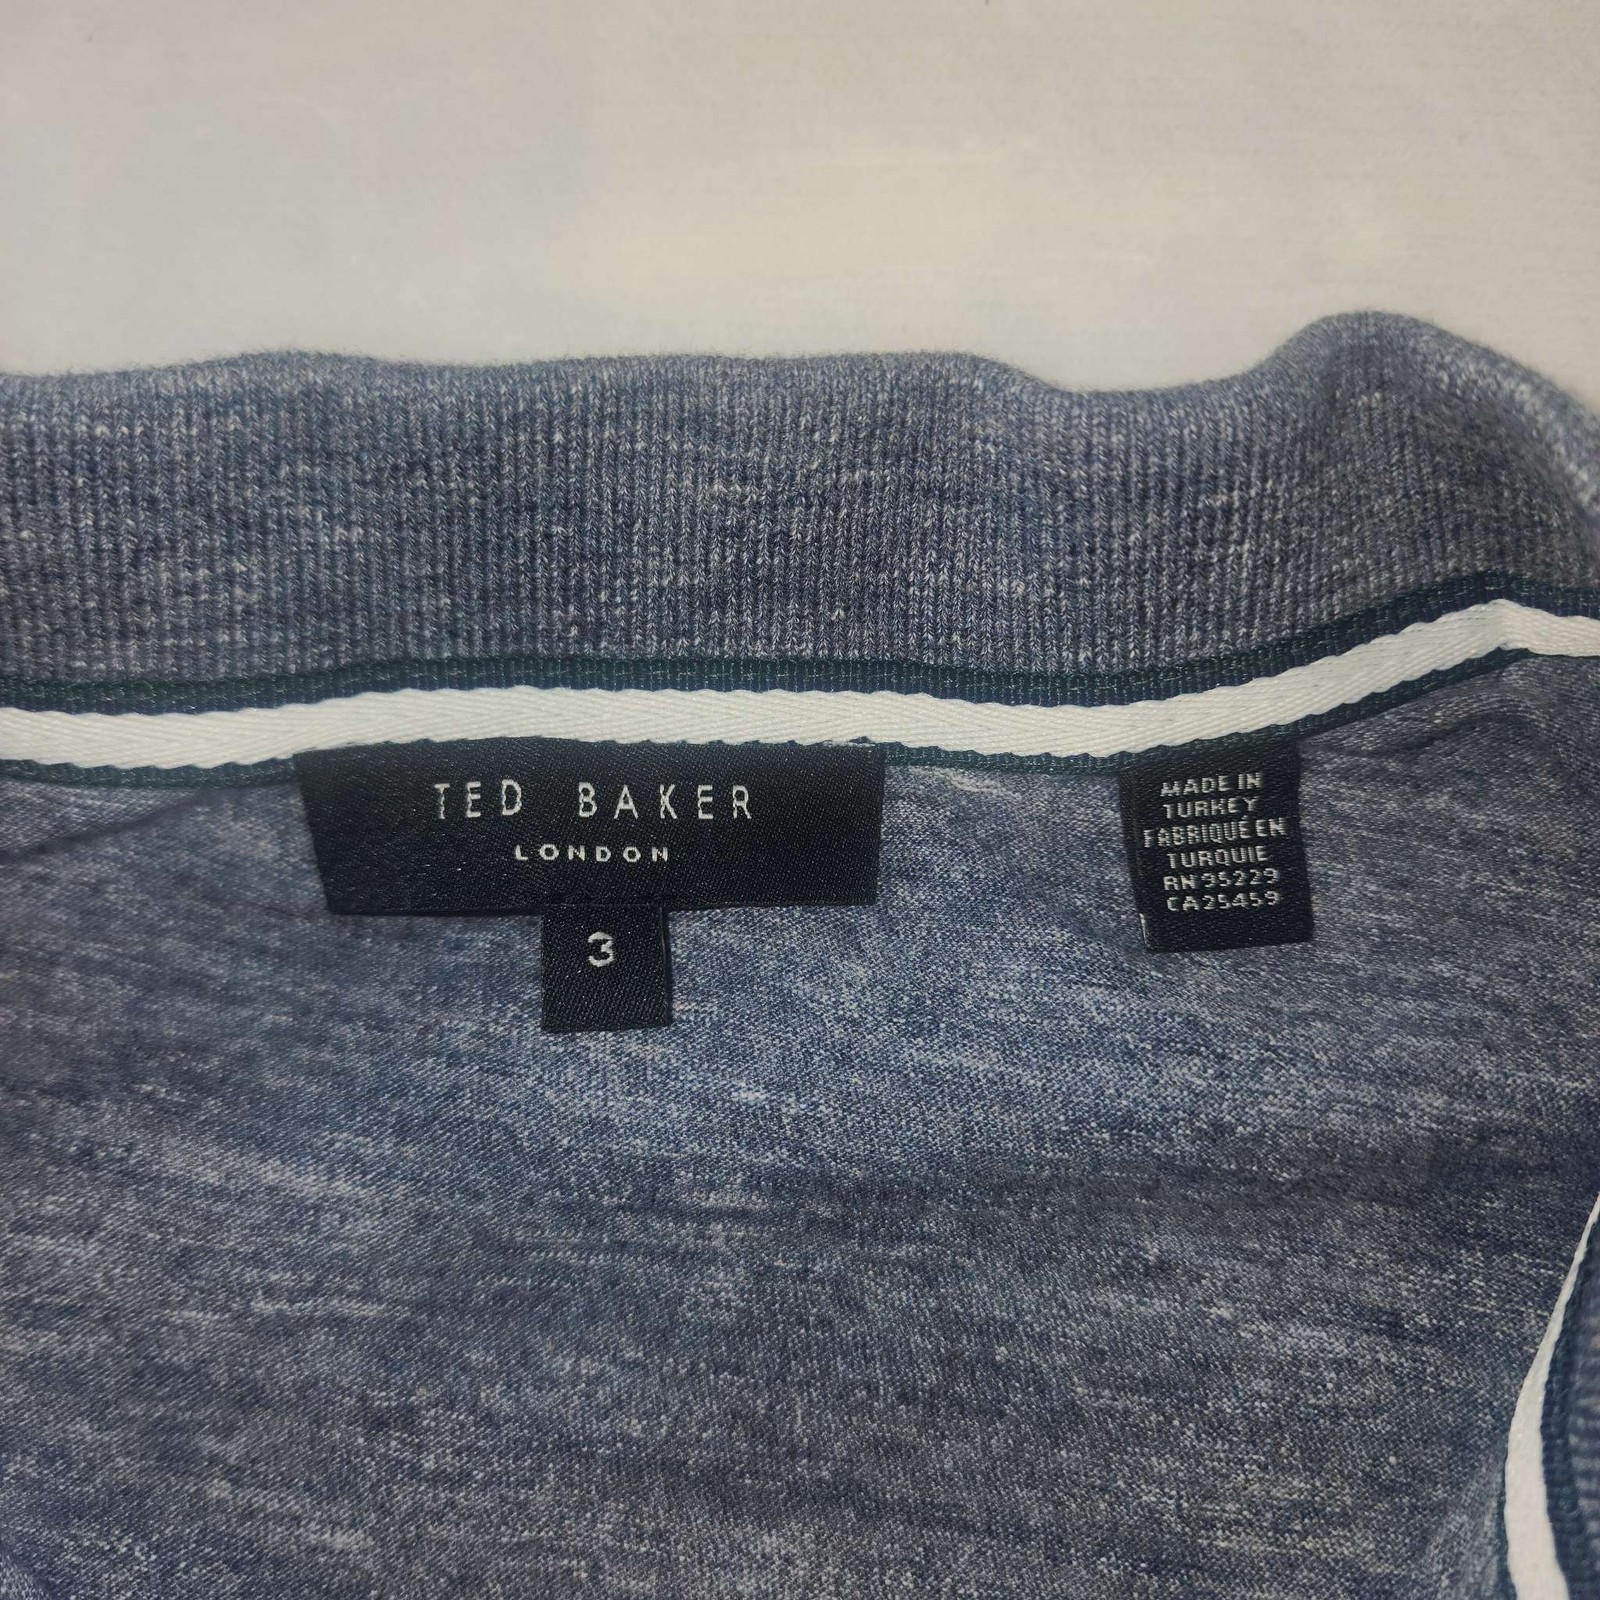 TED BAKER
LONDON
3
MADE IN
TURKEY
FABRIQUÉ EN
TURQUIE
RN 95229
CA25459